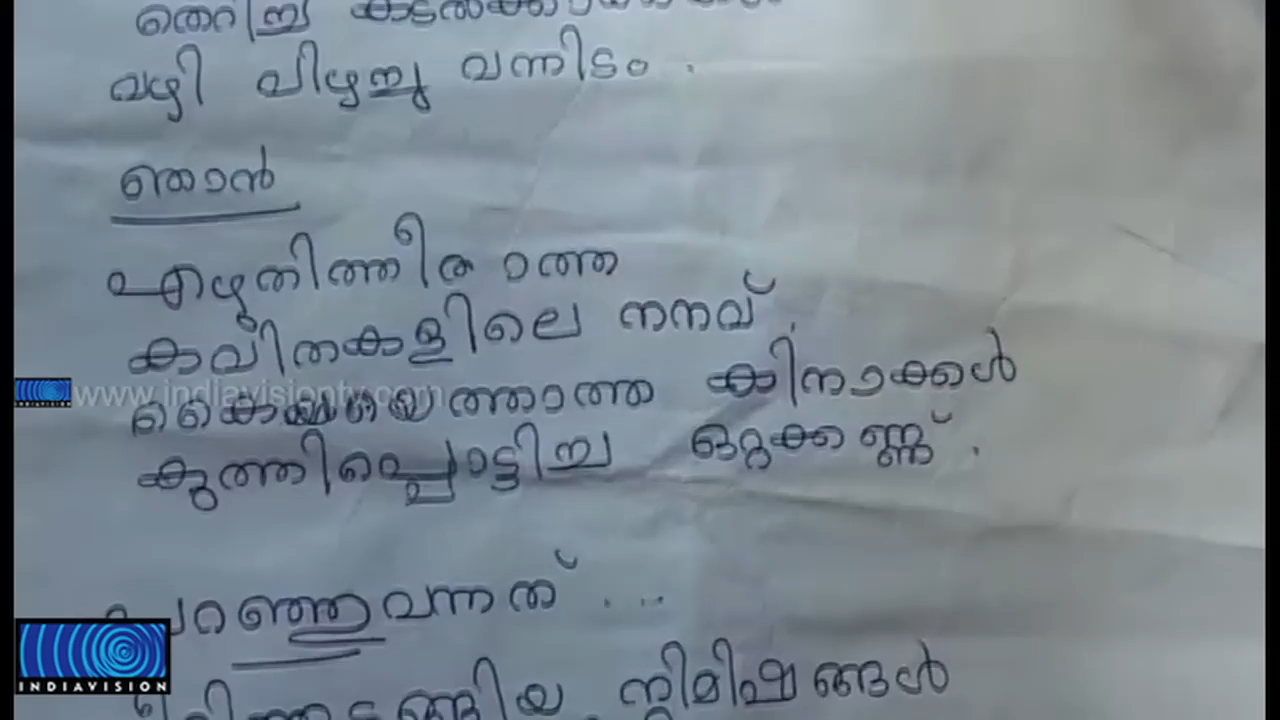 തെറിച്ച
വഴി പിഴച്ചു വന്നിടം .
ഞാൻ
എഴുതിത്തീരാത്ത
കവിതകളിലെ നനവ് .
www.indiavisiontv.com
കൈയ്യെത്താത്ത കിനാക്കൾ
കുത്തിപ്പൊട്ടിച്ച ഒറ്റക്കണ്ണ് .
പറഞ്ഞുവന്നത് ...
INDIAVISION
നിമിഷങ്ങൾ